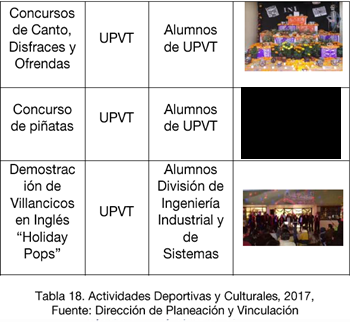 Concursos
de Canto,
Disfraces y
Ofrendas
UPVT
Alumnos
de UPVT
Concurso
de piñatas
UPVT
Alumnos
de UPVT
Demostrac
ión de
Villancicos
en Inglés
“Holiday
Pops”
UPVT
Alumnos
División de
Ingeniería
Industrial y
de
Sistemas
Tabla 18. Actividades Deportivas y Culturales, 2017,
Fuente: Dirección de Planeación y Vinculación